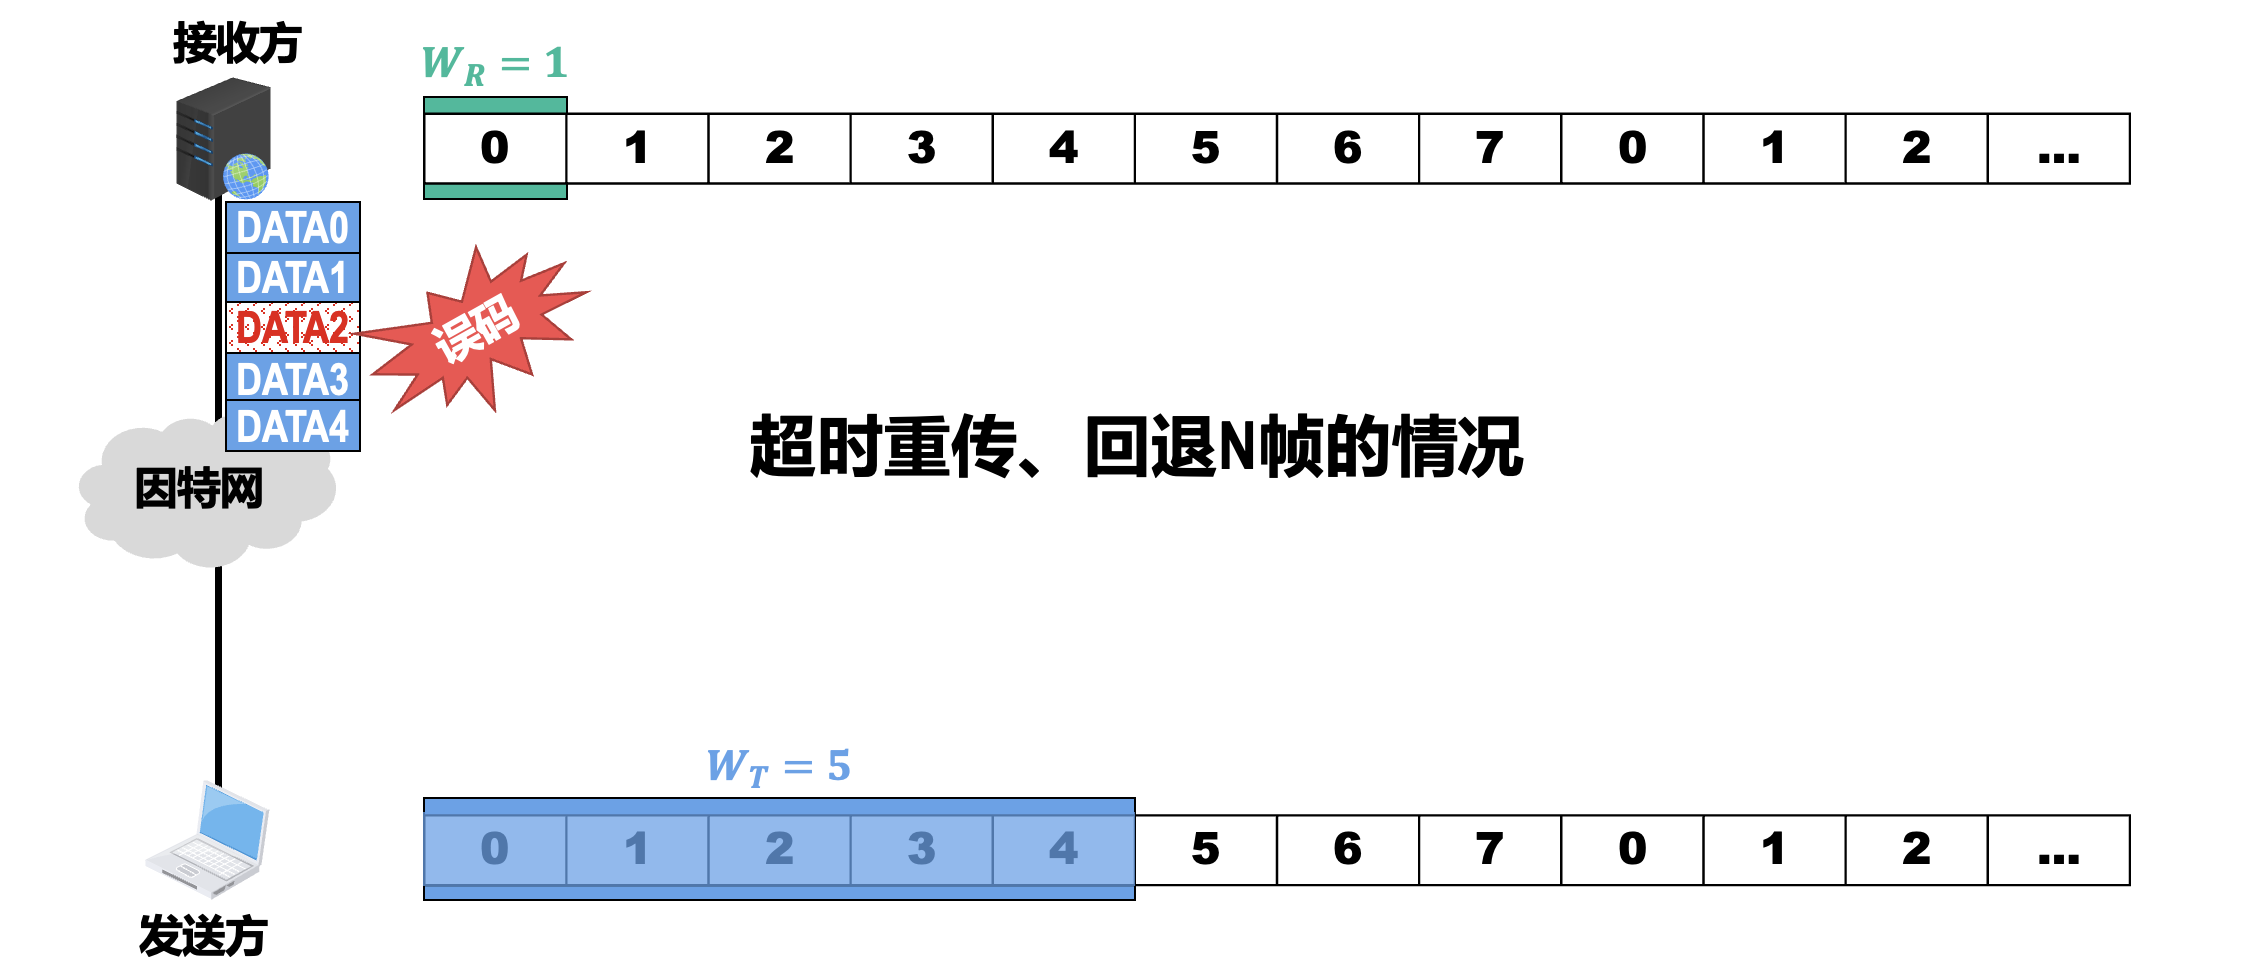 接收方
W_R = 1
0 1 2 3 4 5 6 7 0 1 2 ...
DATA0
DATA1
DATA2
DATA3
DATA4
误码
超时重传、回退N帧的情况
因特网
W_T = 5
0 1 2 3 4 5 6 7 0 1 2 ...
发送方